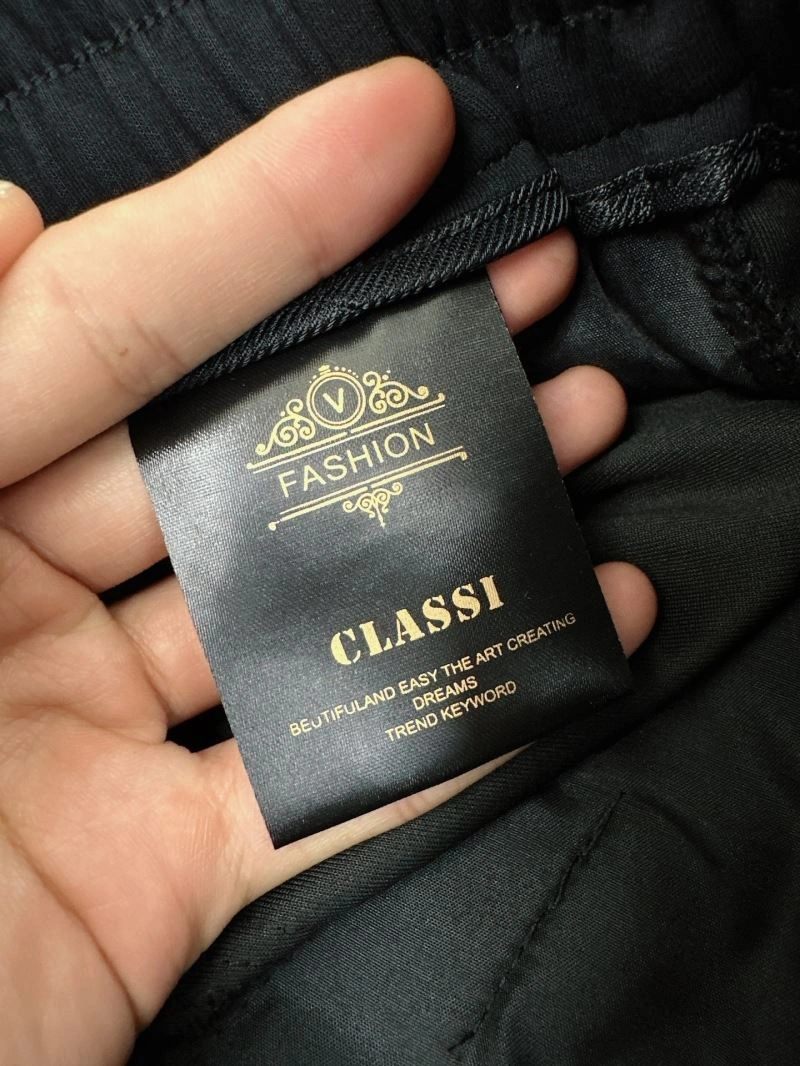 V
FASHION
CLASSI
BEUTIFULAND EASY THE ART CREATING
DREAMS
TREND KEYWORD